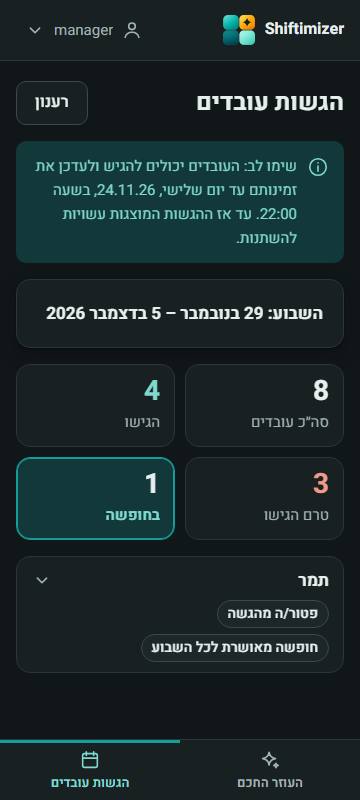 Shiftimizer
manager
הגשות עובדים
רענון
שימו לב: העובדים יכולים להגיש ולעדכן את
זמינותם עד יום שלישי, 24.11.26, בשעה
22:00. עד אז ההגשות המוצגות עשויות
להשתנות.
השבוע: 29 בנובמבר – 5 בדצמבר 2026
8
סה״כ עובדים
4
הגישו
3
טרם הגישו
1
בחופשה
תמר
פטור/ה מהגשה
חופשה מאושרת לכל השבוע
העוזר החכם
הגשות עובדים